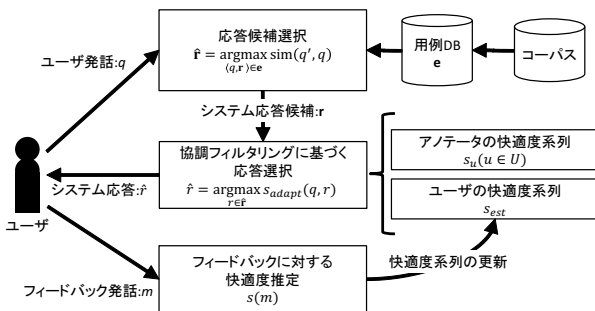 ユーザ発話:q
応答候補選択
r̂ = argmax sim(q′, q)
⟨q,r⟩∈e
用例DB
e
コーパス
システム応答候補:r
協調フィルタリングに基づく
応答選択
r̂ = argmax s_adapt(q, r)
r∈r̂
アノテータの快適度系列
s_u(u ∈ U)
ユーザの快適度系列
s_est
システム応答:r̂
ユーザ
フィードバック発話:m
フィードバックに対する
快適度推定
s(m)
快適度系列の更新